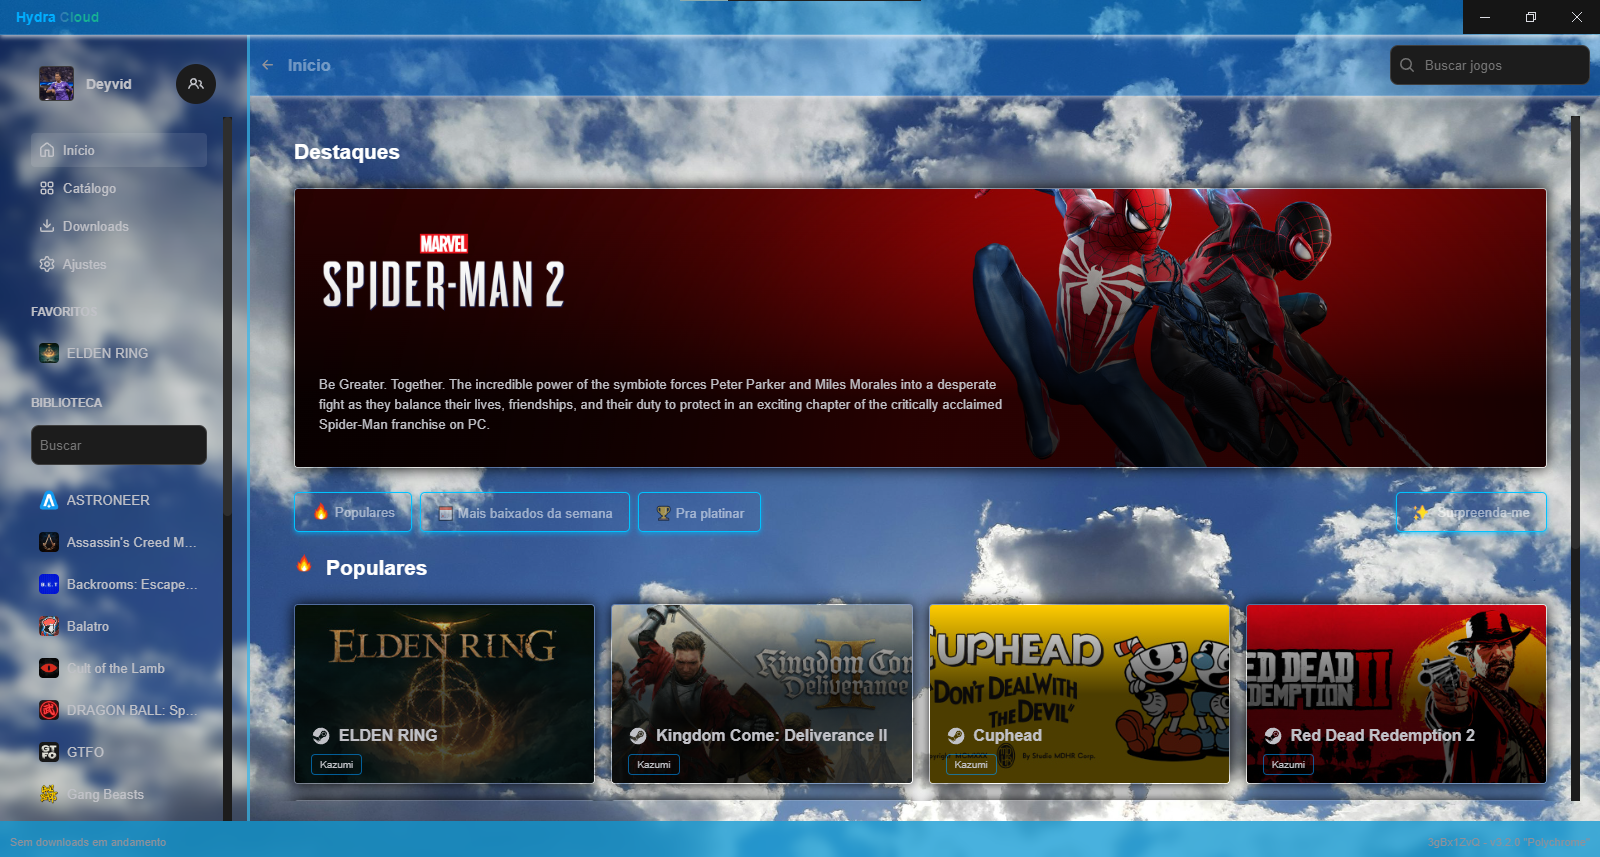 Hydra Cloud
Deyvid
Início
Catálogo
Downloads
Ajustes
FAVORITOS
ELDEN RING
BIBLIOTECA
Buscar
ASTRONEER
Assassin's Creed M...
B.K.T
Backrooms: Escape...
Balatro
Cult of the Lamb
DRAGON BALL: Sp...
GTFO
GTFO
Gang Beasts
Início
Buscar jogos
Destaques
MARVEL
SPIDER-MAN 2
Be Greater. Together. The incredible power of the symbiote forces Peter Parker and Miles Morales into a desperate
fight as they balance their lives, friendships, and their duty to protect in an exciting chapter of the critically acclaimed
Spider-Man franchise on PC.
Populares
Mais baixados da semana
Pra platinar
Surpreenda-me
Populares
ELDEN RING
ELDEN RING
Kazumi
Kingdom Com
Deliverance
II
Kingdom Come: Deliverance II
Kazumi
CUPHEAD
"DON'T DEAL WITH
THE DEVIL"
Cuphead
By Studio MDHR Corp.
Kazumi
RED DEAD
REDEMPTION II
Red Dead Redemption 2
Kazumi
Sem downloads em andamento